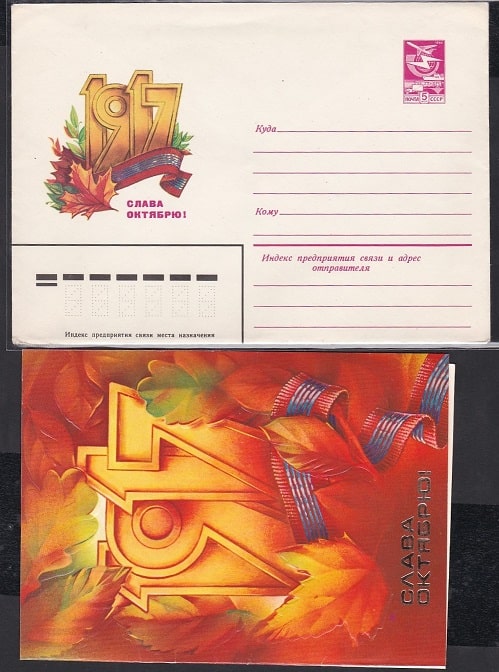 1917
СЛАВА
ОКТЯБРЮ!
ПОЧТА 5 СССР
Куда
Кому
Индекс предприятия связи и адрес
отправителя
Индекс предприятия связи места назначения
1917
СЛАВА
ОКТЯБРЮ!